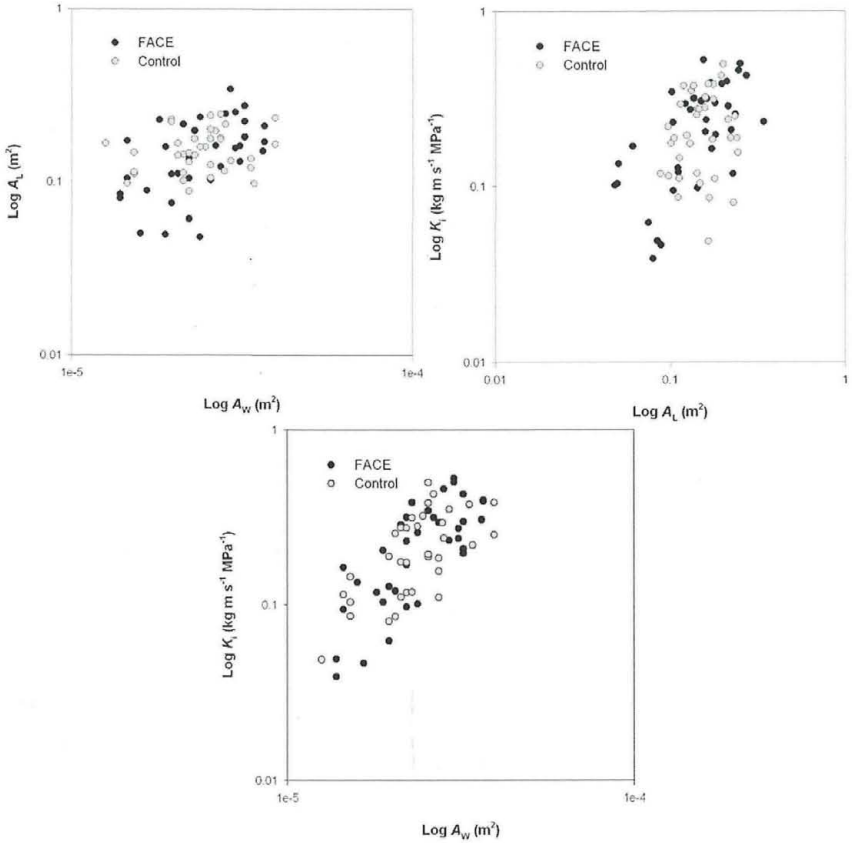 1
FACE
Control
Log A_L (m²)
0.1
0.01
1e-5
1e-4
Log A_W (m²)
1
FACE
Control
Log K_i (kg m s⁻¹ MPa⁻¹)
0.1
0.01
0.01
0.1
1
Log A_L (m²)
1
FACE
Control
Log K_i (kg m s⁻¹ MPa⁻¹)
0.1
0.01
1e-5
1e-4
Log A_W (m²)